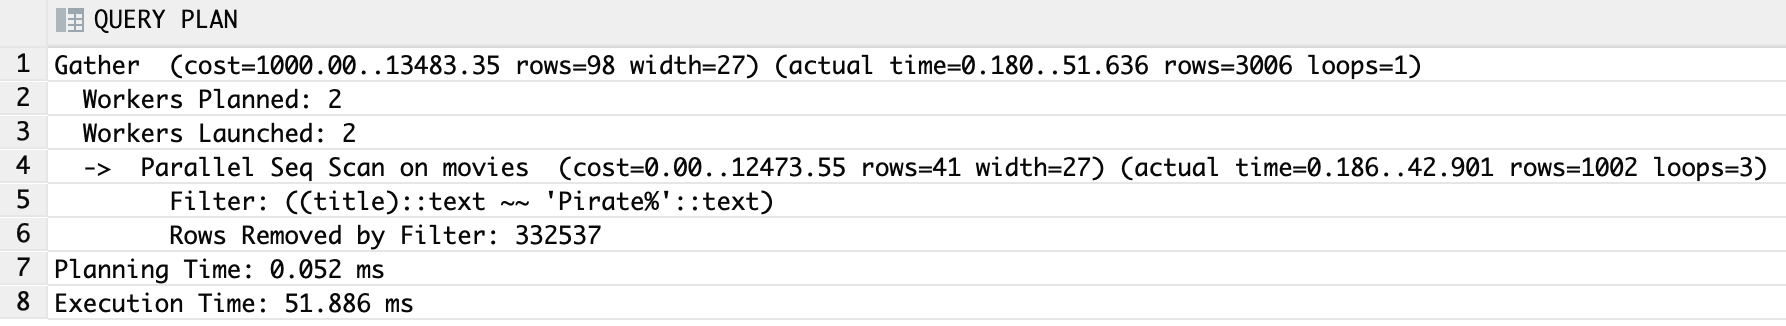 QUERY PLAN
1 Gather  (cost=1000.00..13483.35 rows=98 width=27) (actual time=0.180..51.636 rows=3006 loops=1)
2   Workers Planned: 2
3   Workers Launched: 2
4   ->  Parallel Seq Scan on movies  (cost=0.00..12473.55 rows=41 width=27) (actual time=0.186..42.901 rows=1002 loops=3)
5         Filter: ((title)::text ~~ 'Pirate%'::text)
6         Rows Removed by Filter: 332537
7 Planning Time: 0.052 ms
8 Execution Time: 51.886 ms